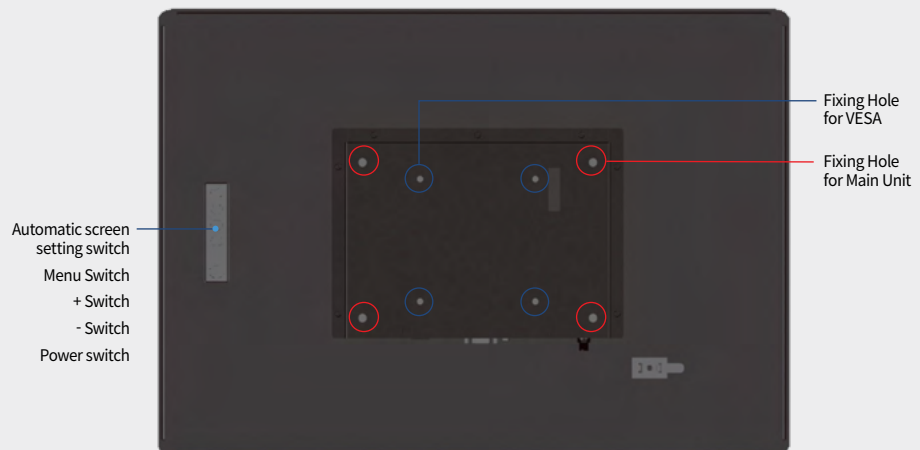 Fixing Hole
for VESA
Fixing Hole
for Main Unit
Automatic screen
setting switch
Menu Switch
+ Switch
- Switch
Power switch